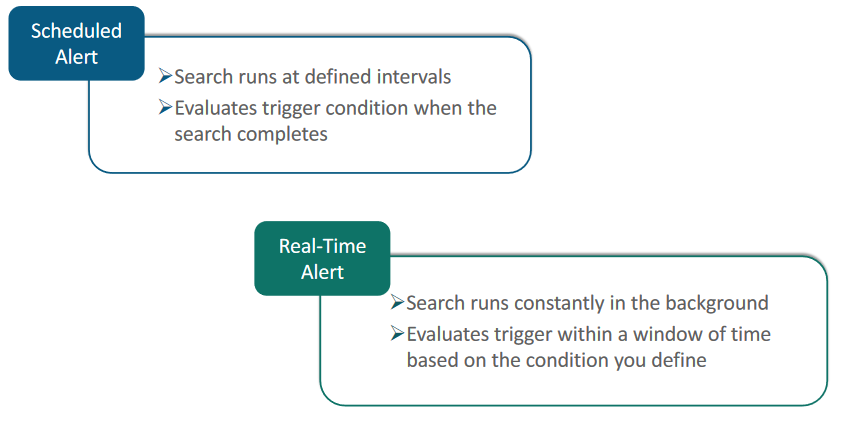 Scheduled
Alert
➢Search runs at defined intervals
➢Evaluates trigger condition when the
search completes
Real-Time
Alert
➢Search runs constantly in the background
➢Evaluates trigger within a window of time
based on the condition you define